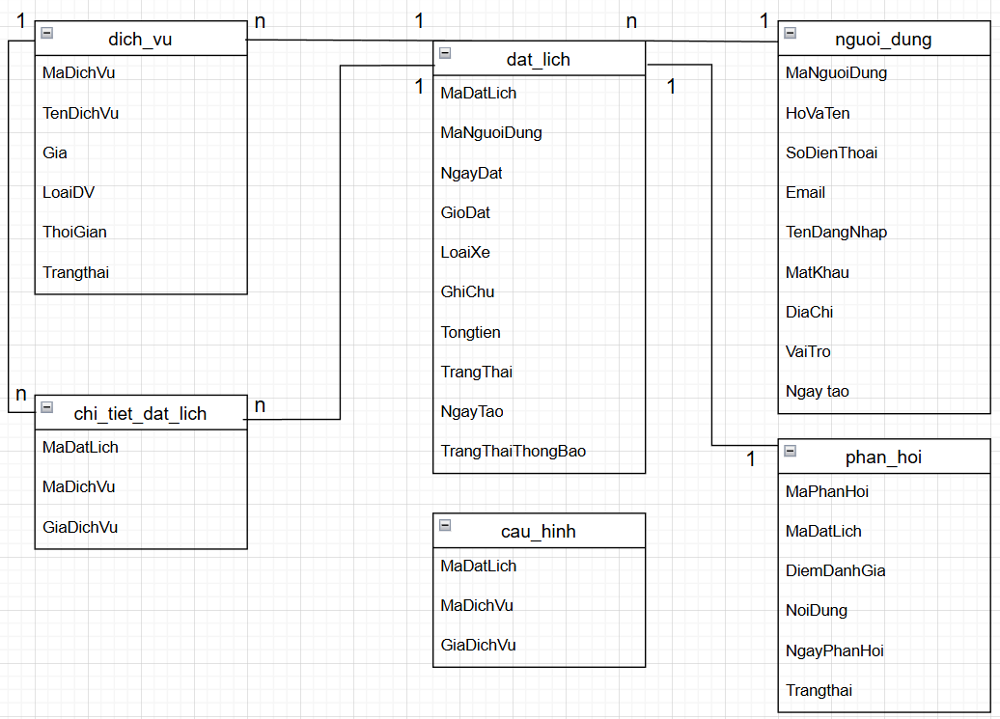 1
n
1
n
1
dich_vu
MaDichVu
TenDichVu
Gia
LoaiDV
ThoiGian
Trangthai
dat_lich
1
1
MaDatLich
MaNguoiDung
NgayDat
GioDat
LoaiXe
GhiChu
Tongtien
TrangThai
NgayTao
TrangThaiThongBao
nguoi_dung
MaNguoiDung
HoVaTen
SoDienThoai
Email
TenDangNhap
MatKhau
DiaChi
VaiTro
Ngay tao
n
n
chi_tiet_dat_lich
MaDatLich
MaDichVu
GiaDichVu
cau_hinh
MaDatLich
MaDichVu
GiaDichVu
1
phan_hoi
MaPhanHoi
MaDatLich
DiemDanhGia
NoiDung
NgayPhanHoi
Trangthai